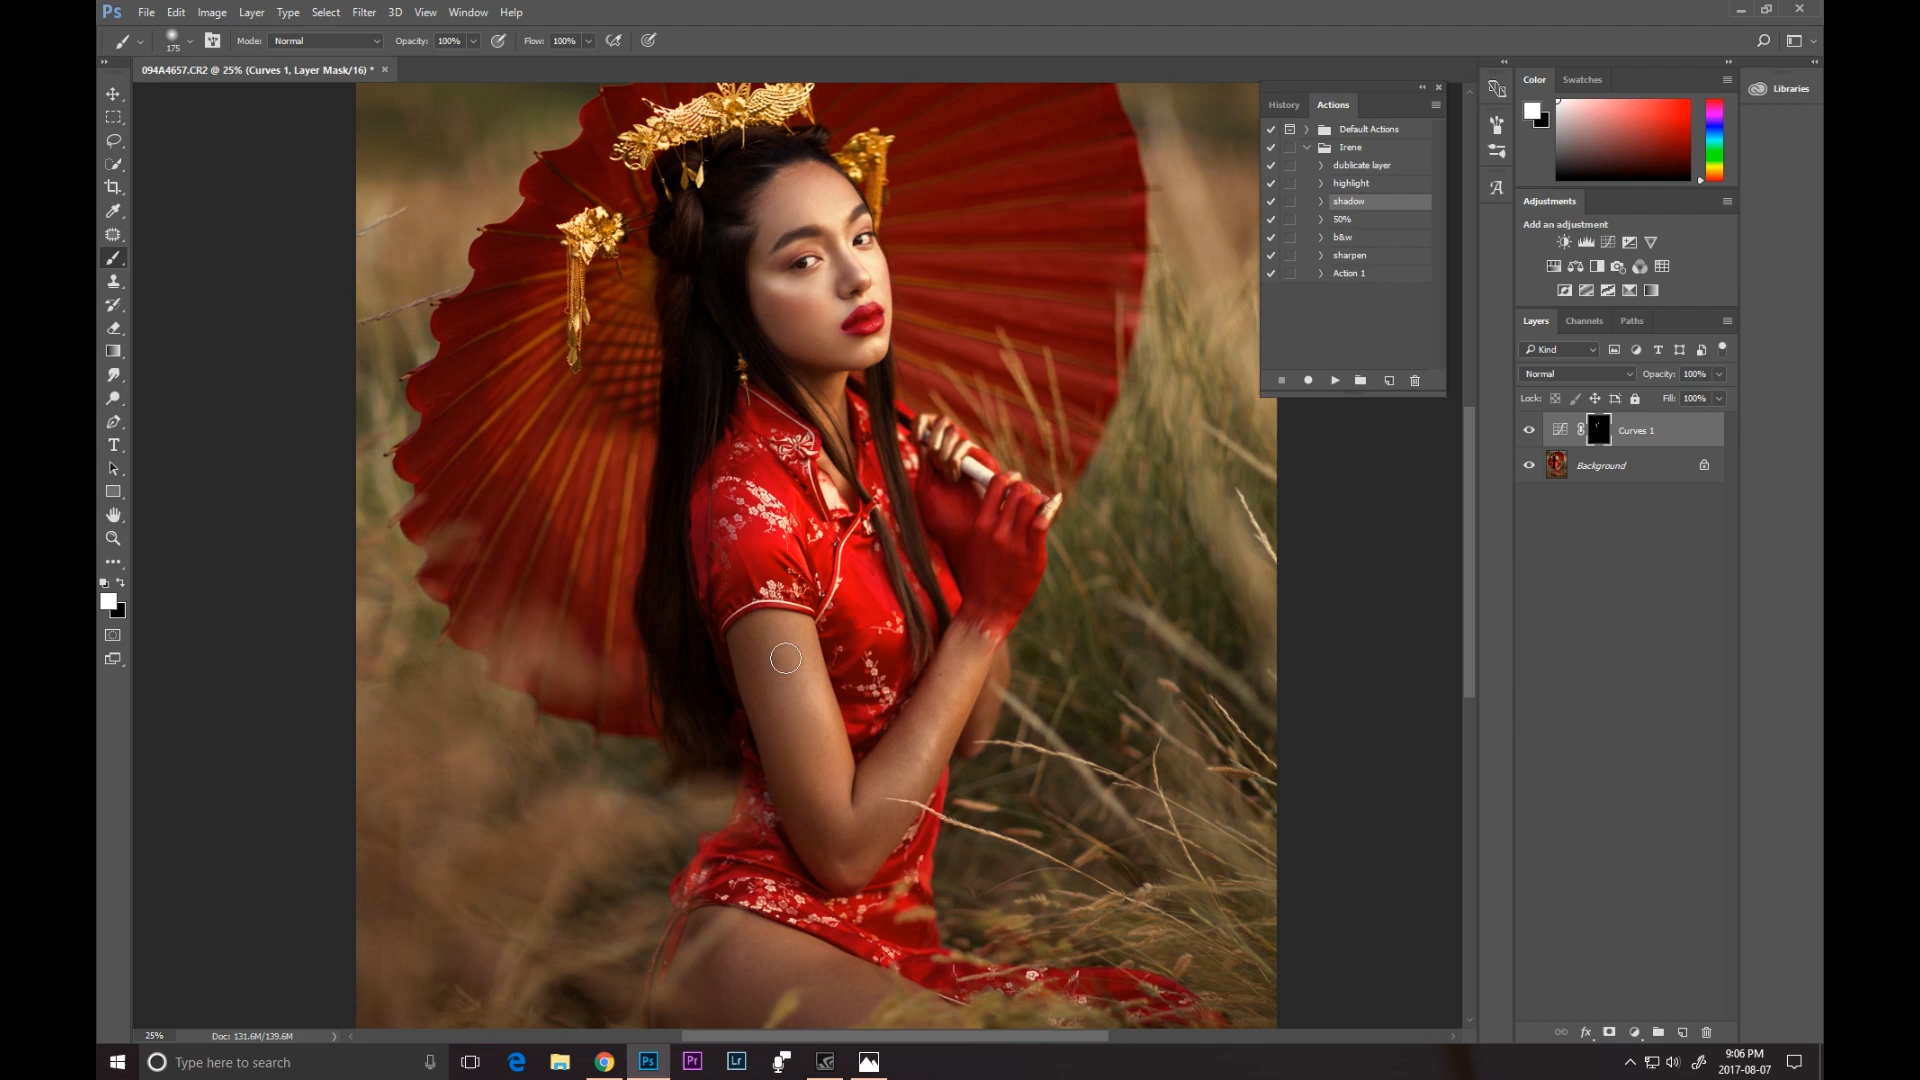 Ps File Edit Image Layer Type Select Filter 3D View Window Help
175 Mode: Normal Opacity: 100% Flow: 100%
094A4657.CR2 @ 25% (Curves 1, Layer Mask/16) *
History Actions
Default Actions
Irene
dublicate layer
highlight
shadow
50%
b&w
sharpen
Action 1
Color Swatches
Libraries
Adjustments
Add an adjustment
Layers Channels Paths
Kind
Normal Opacity: 100%
Lock: Fill: 100%
Curves 1
Background
25% Doc: 131.6M/139.6M
Type here to search
Ps Pr Lr
9:06 PM
2017-08-07